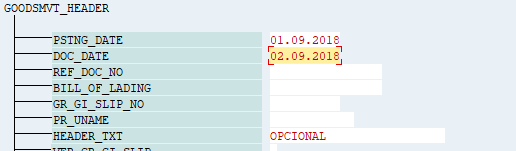 GOODSMVT_HEADER
PSTNG_DATE 01.09.2018
DOC_DATE 02.09.2018
REF_DOC_NO
BILL_OF_LADING
GR_GI_SLIP_NO
PR_UNAME
HEADER_TXT OPCIONAL
VER_GR_GI_SLIP